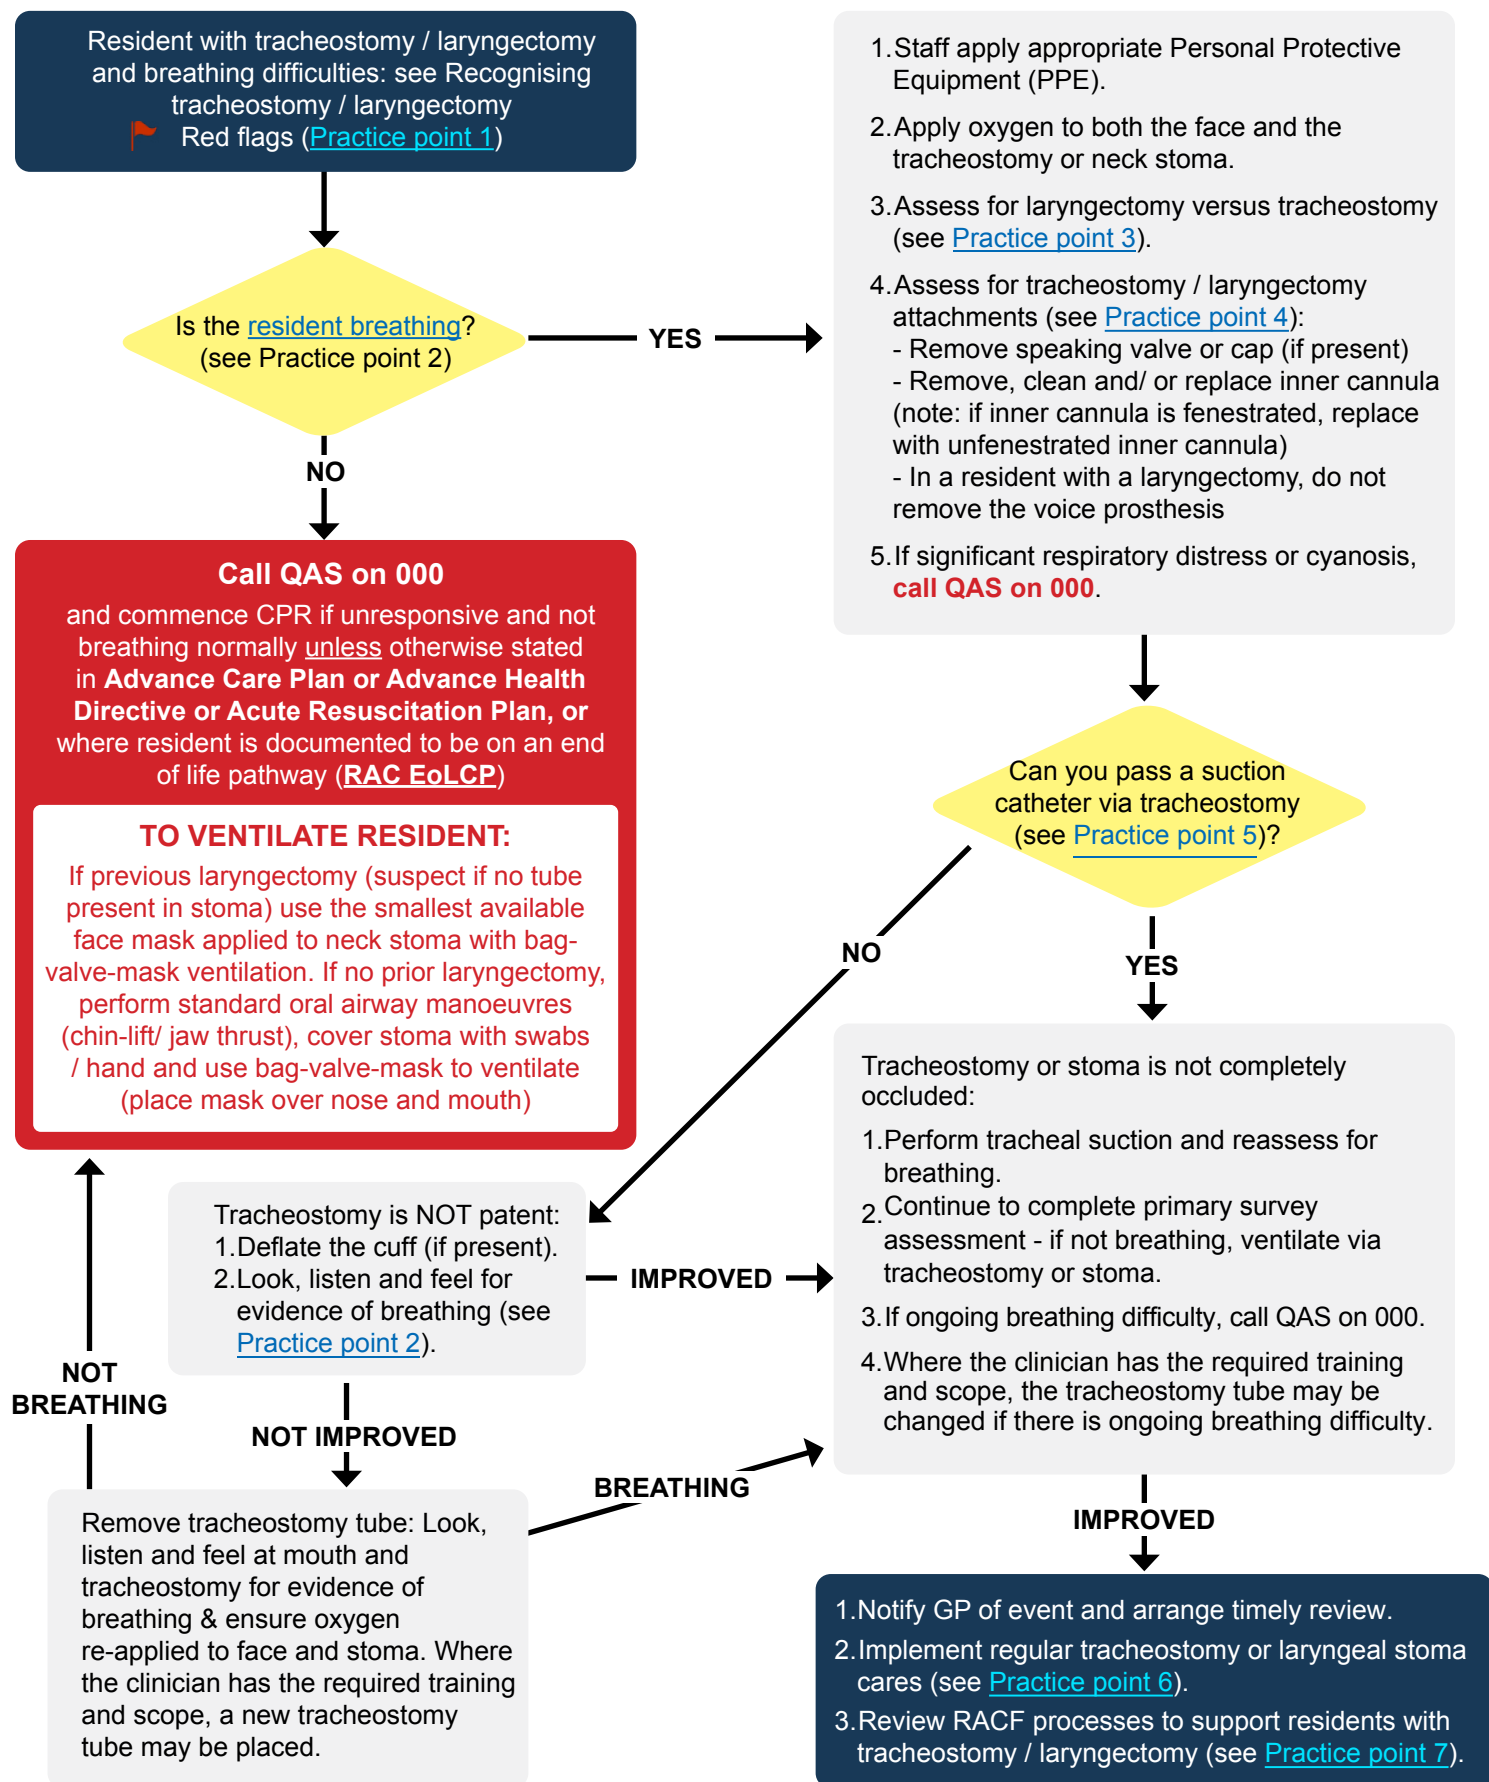 Resident with tracheostomy / laryngectomy
and breathing difficulties: see Recognising
tracheostomy / laryngectomy
Red flags (Practice point 1)
Is the resident breathing?
(see Practice point 2)
YES
NO
1.Staff apply appropriate Personal Protective
Equipment (PPE).
2.Apply oxygen to both the face and the
tracheostomy or neck stoma.
3.Assess for laryngectomy versus tracheostomy
(see Practice point 3).
4.Assess for tracheostomy / laryngectomy
attachments (see Practice point 4):
- Remove speaking valve or cap (if present)
- Remove, clean and/ or replace inner cannula
(note: if inner cannula is fenestrated, replace
with unfenestrated inner cannula)
- In a resident with a laryngectomy, do not
remove the voice prosthesis
5.If significant respiratory distress or cyanosis,
call QAS on 000.
Call QAS on 000
and commence CPR if unresponsive and not
breathing normally unless otherwise stated
in Advance Care Plan or Advance Health
Directive or Acute Resuscitation Plan, or
where resident is documented to be on an end
of life pathway (RAC EoLCP)
TO VENTILATE RESIDENT:
If previous laryngectomy (suspect if no tube
present in stoma) use the smallest available
face mask applied to neck stoma with bag-
valve-mask ventilation. If no prior laryngectomy,
perform standard oral airway manoeuvres
(chin-lift/ jaw thrust), cover stoma with swabs
/ hand and use bag-valve-mask to ventilate
(place mask over nose and mouth)
Can you pass a suction
catheter via tracheostomy
(see Practice point 5)?
NO
YES
Tracheostomy is NOT patent:
1.Deflate the cuff (if present).
2.Look, listen and feel for
evidence of breathing (see
Practice point 2).
IMPROVED
Tracheostomy or stoma is not completely
occluded:
1.Perform tracheal suction and reassess for
breathing.
2.Continue to complete primary survey
assessment - if not breathing, ventilate via
tracheostomy or stoma.
3.If ongoing breathing difficulty, call QAS on 000.
4.Where the clinician has the required training
and scope, the tracheostomy tube may be
changed if there is ongoing breathing difficulty.
NOT
BREATHING
NOT IMPROVED
BREATHING
IMPROVED
Remove tracheostomy tube: Look,
listen and feel at mouth and
tracheostomy for evidence of
breathing & ensure oxygen
re-applied to face and stoma. Where
the clinician has the required training
and scope, a new tracheostomy
tube may be placed.
1.Notify GP of event and arrange timely review.
2.Implement regular tracheostomy or laryngeal stoma
cares (see Practice point 6).
3.Review RACF processes to support residents with
tracheostomy / laryngectomy (see Practice point 7).